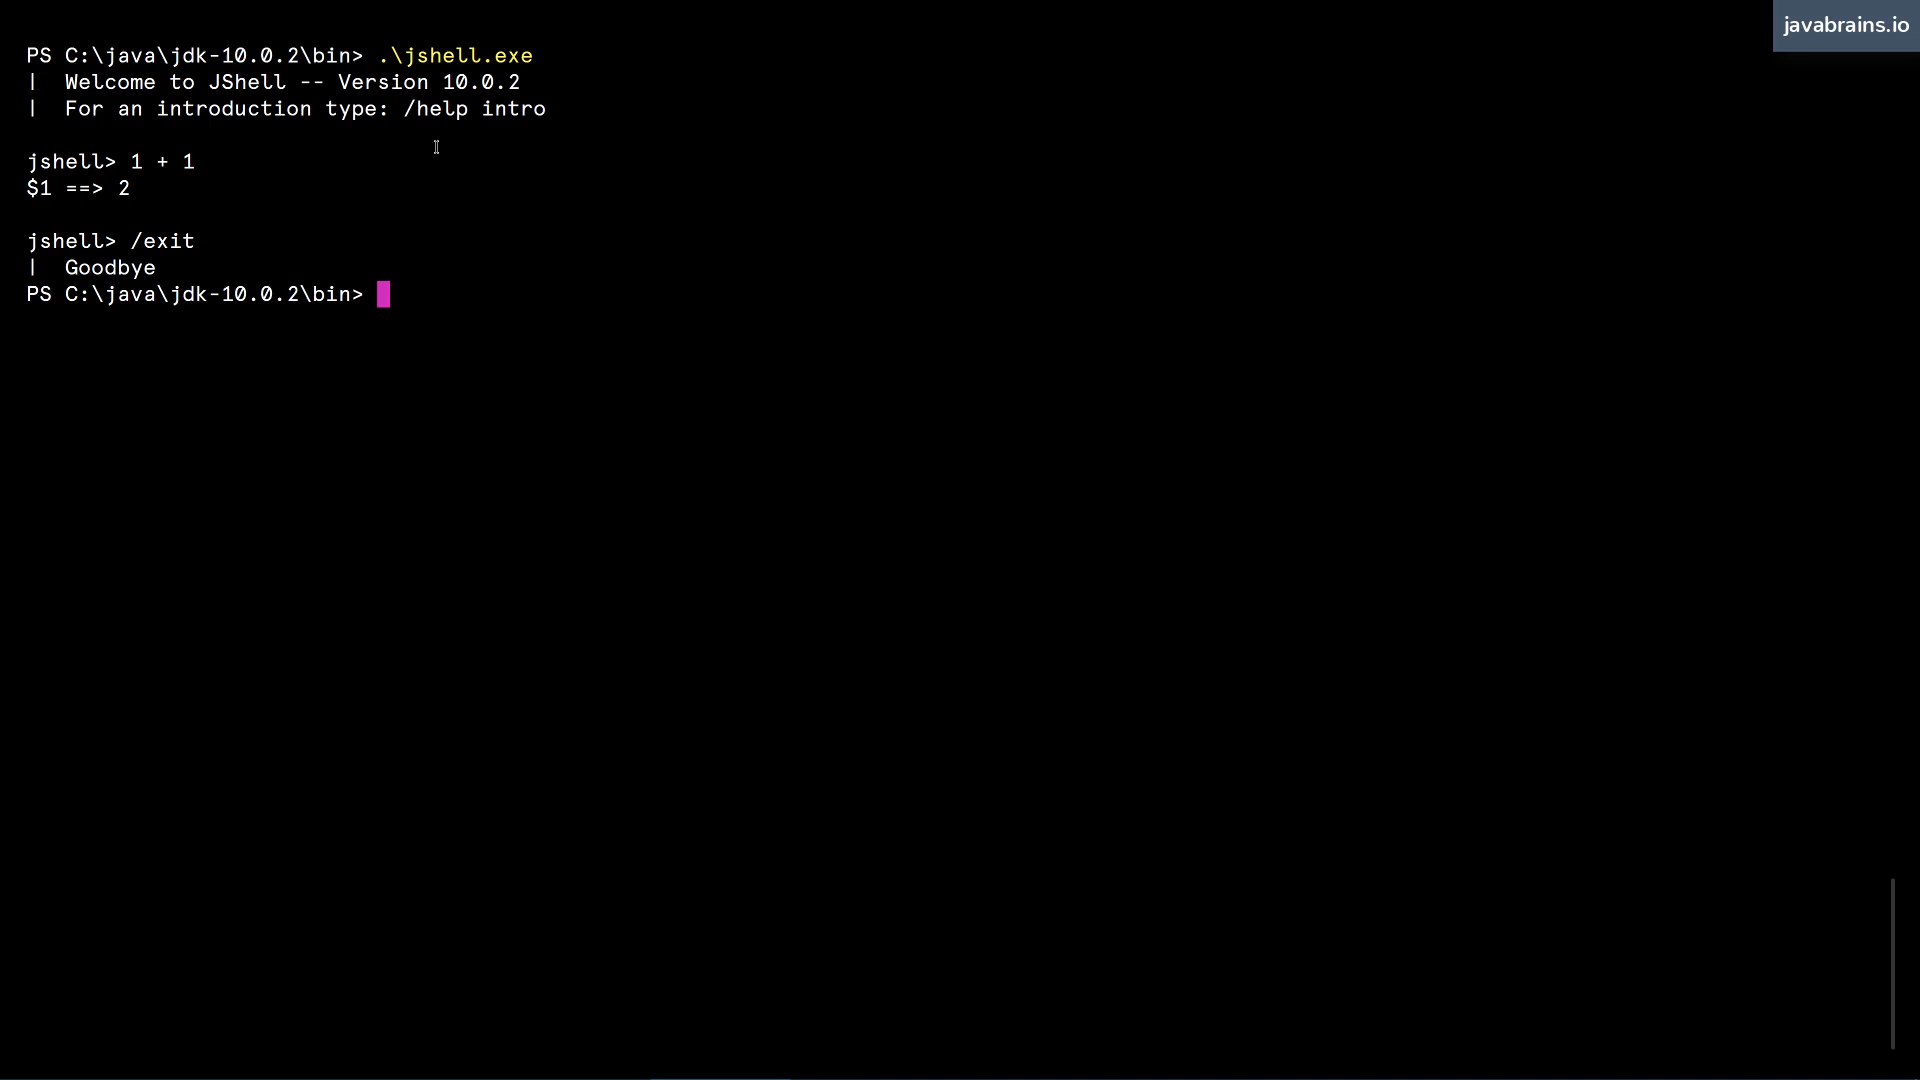 javabrains.io
PS C:\java\jdk-10.0.2\bin> .\jshell.exe
|  Welcome to JShell -- Version 10.0.2
|  For an introduction type: /help intro
jshell> 1 + 1
$1 ==> 2
jshell> /exit
|  Goodbye
PS C:\java\jdk-10.0.2\bin>